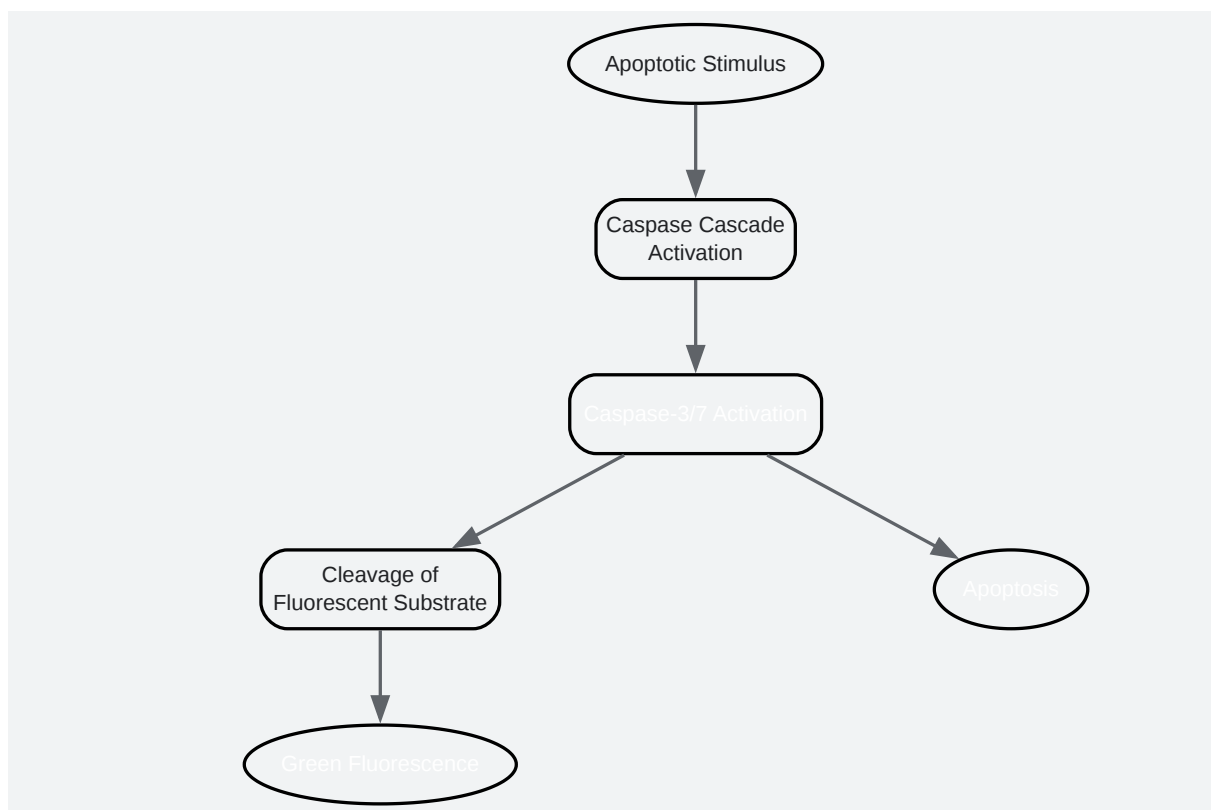 Apoptotic Stimulus
Caspase Cascade
Activation
Caspase-3/7 Activation
Cleavage of
Fluorescent Substrate
Apoptosis
Green Fluorescence